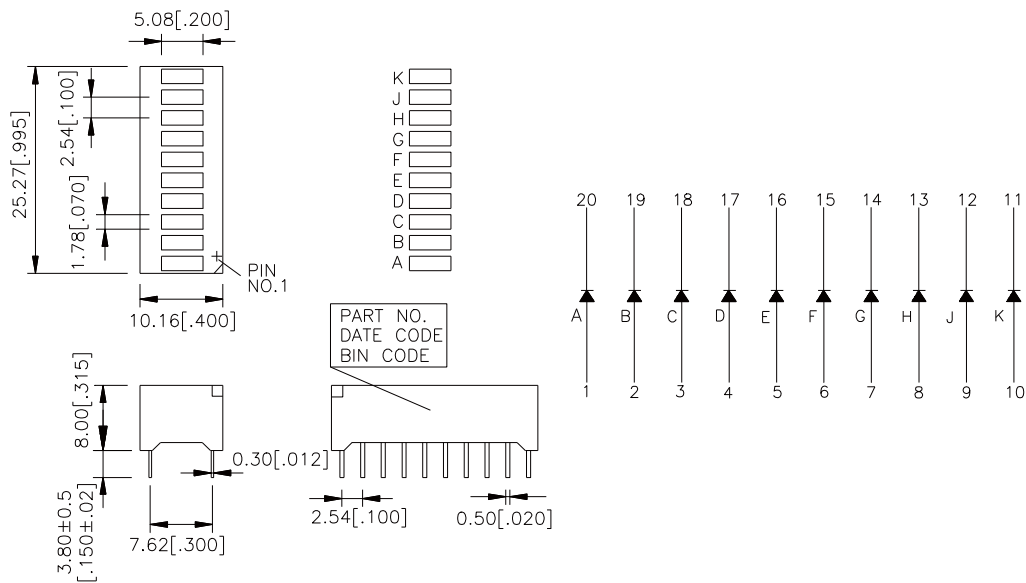 5.08[.200]
25.27[.995]
2.54[.100]
1.78[.070]
PIN
NO.1
10.16[.400]
K
J
H
G
F
E
D
C
B
A
20 19 18 17 16 15 14 13 12 11
A B C D E F G H J K
1 2 3 4 5 6 7 8 9 10
PART NO.
DATE CODE
BIN CODE
8.00[.315]
3.80±0.5
[.150±.02]
0.30[.012]
7.62[.300]
2.54[.100]
0.50[.020]